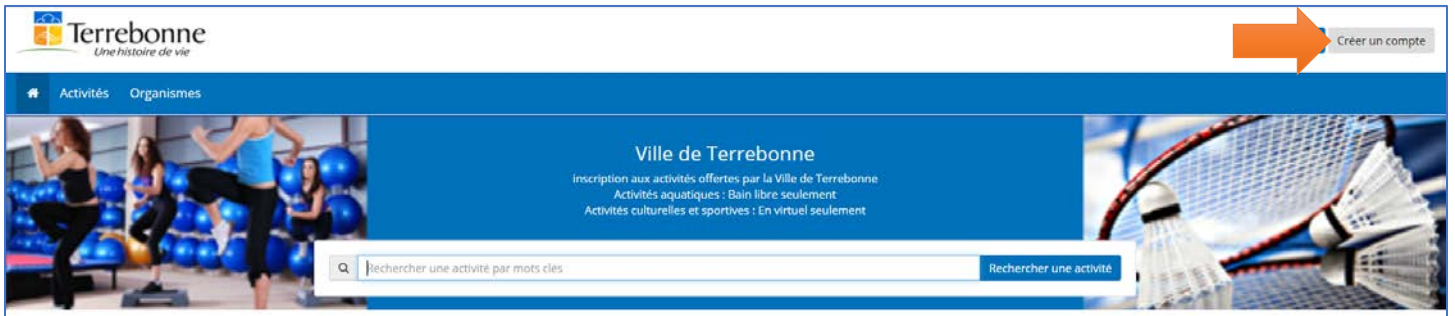 Terrebonne
Une histoire de vie
Créer un compte
Activités Organismes
Ville de Terrebonne
inscription aux activités offertes par la Ville de Terrebonne
Activités aquatiques : Bain libre seulement
Activités culturelles et sportives : En virtuel seulement
Rechercher une activité par mots cles
Rechercher une activité